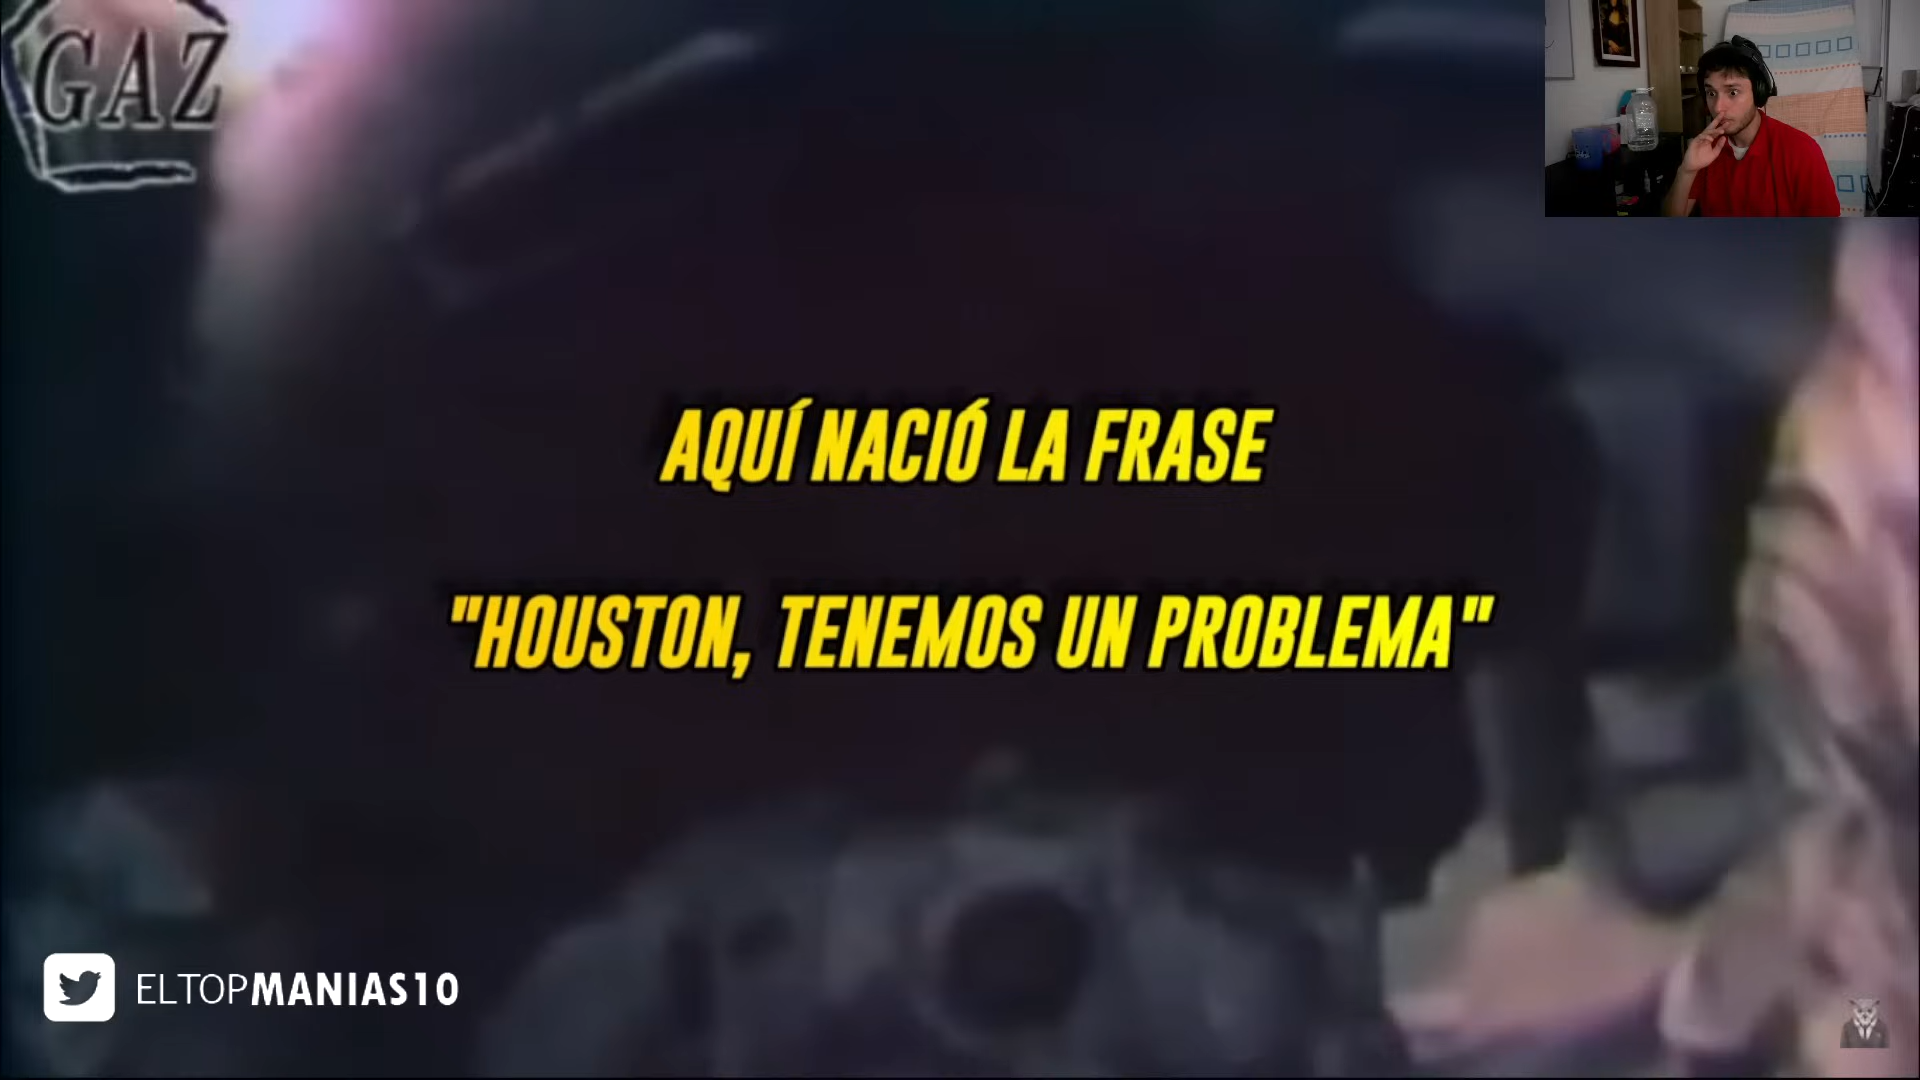 GAZ
AQUÍ NACIÓ LA FRASE
"HOUSTON, TENEMOS UN PROBLEMA"
ELTOPMANIAS10